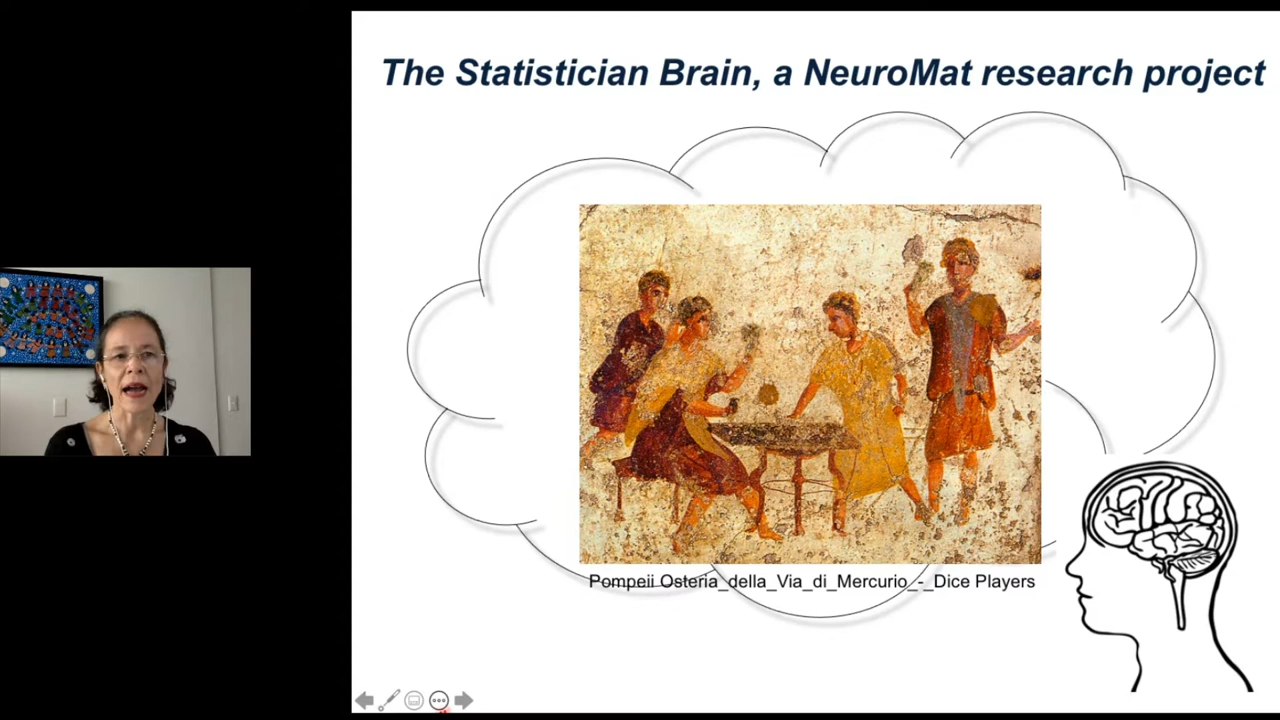 The Statistician Brain, a NeuroMat research project
Pompeii Osteria_della_Via_di_Mercurio_-_Dice Players